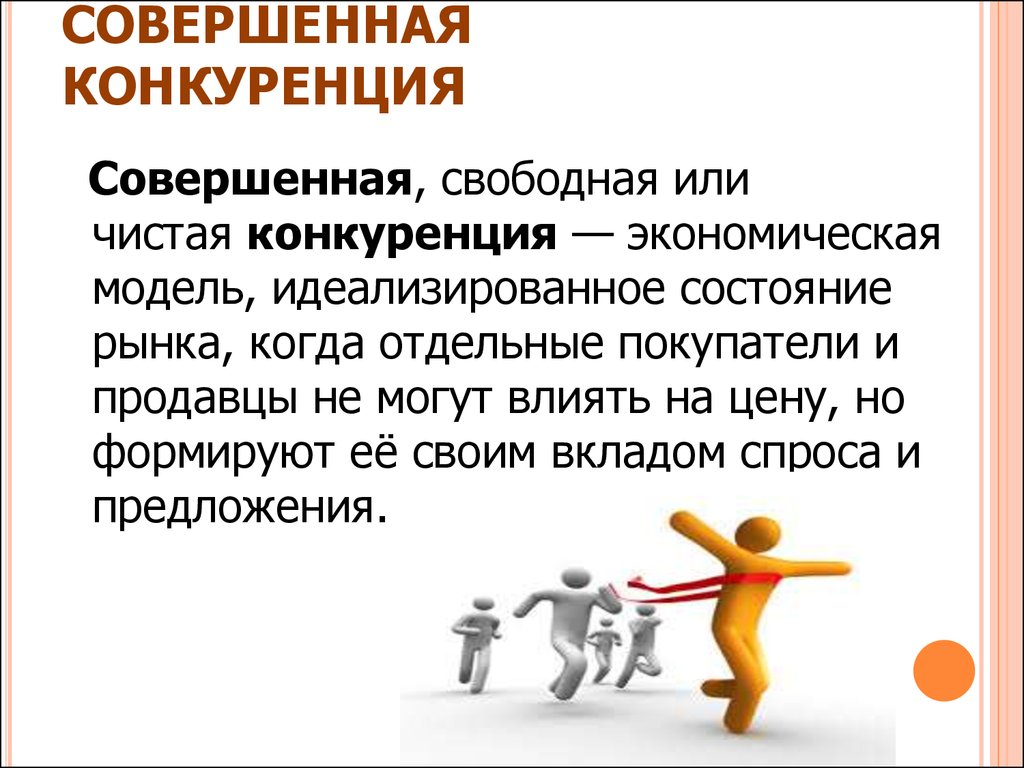 СОВЕРШЕННАЯ
КОНКУРЕНЦИЯ
Совершенная, свободная или
чистая конкуренция — экономическая
модель, идеализированное состояние
рынка, когда отдельные покупатели и
продавцы не могут влиять на цену, но
формируют её своим вкладом спроса и
предложения.